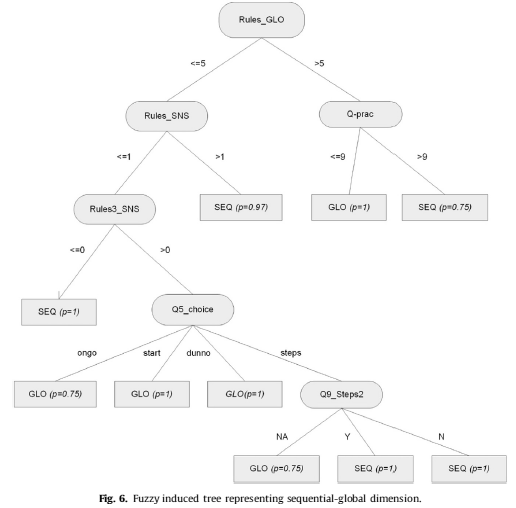 Rules_GLO
<=5
>5
Rules_SNS
Q-prac
<=1
>1
<=9
>9
Rules3_SNS
SEQ (p=0.97)
GLO (p=1)
SEQ (p=0.75)
<=0
>0
SEQ (p=1)
Q5_choice
ongo
start
dunno
steps
GLO (p=0.75)
GLO (p=1)
GLO(p=1)
Q9_Steps2
NA
Y
N
GLO (p=0.75)
SEQ (p=1,)
SEQ (p=1)
Fig. 6. Fuzzy induced tree representing sequential-global dimension.